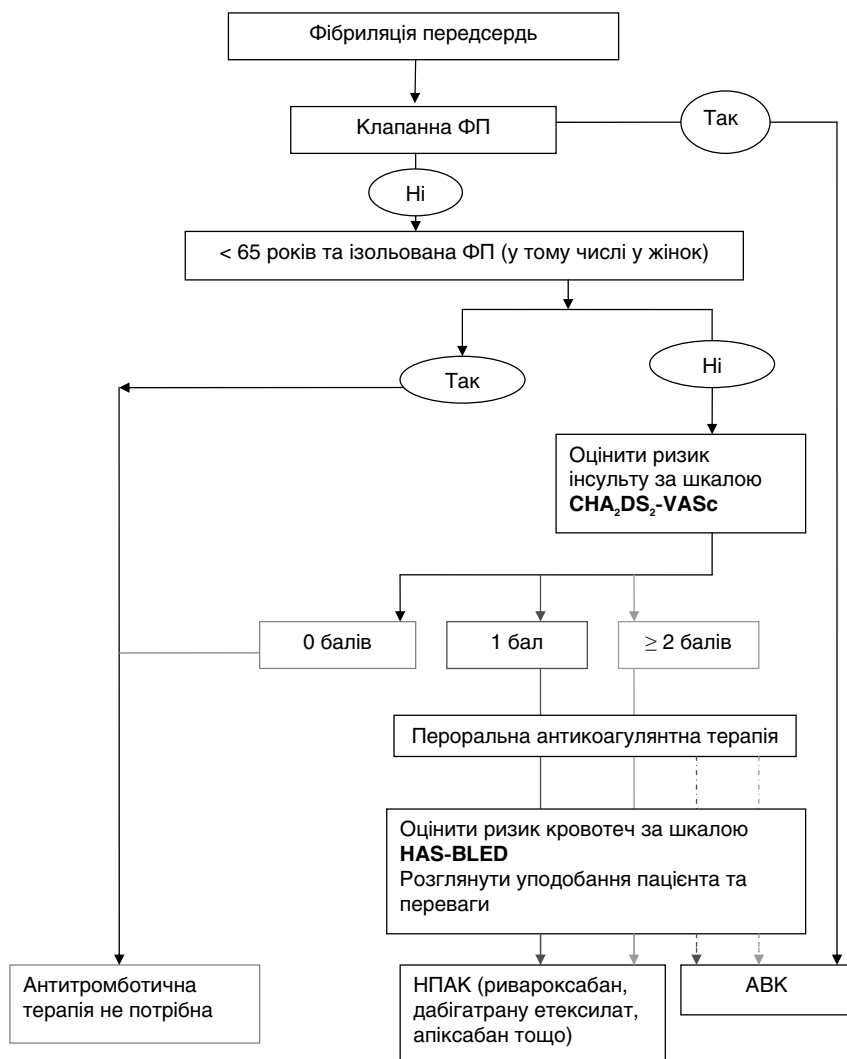 Фібриляція передсердь
Клапанна ФП
Так
Ні
< 65 років та ізольована ФП (у тому числі у жінок)
Так
Ні
Оцінити ризик
інсульту за шкалою
CHA₂DS₂-VASc
0 балів
1 бал
≥ 2 балів
Пероральна антикоагулянтна терапія
Оцінити ризик кровотеч за шкалою
HAS-BLED
Розглянути уподобання пацієнта та
переваги
Антитромботична
терапія не потрібна
НПАК (ривароксабан,
дабігатрану етексилат,
апіксабан тощо)
АВК